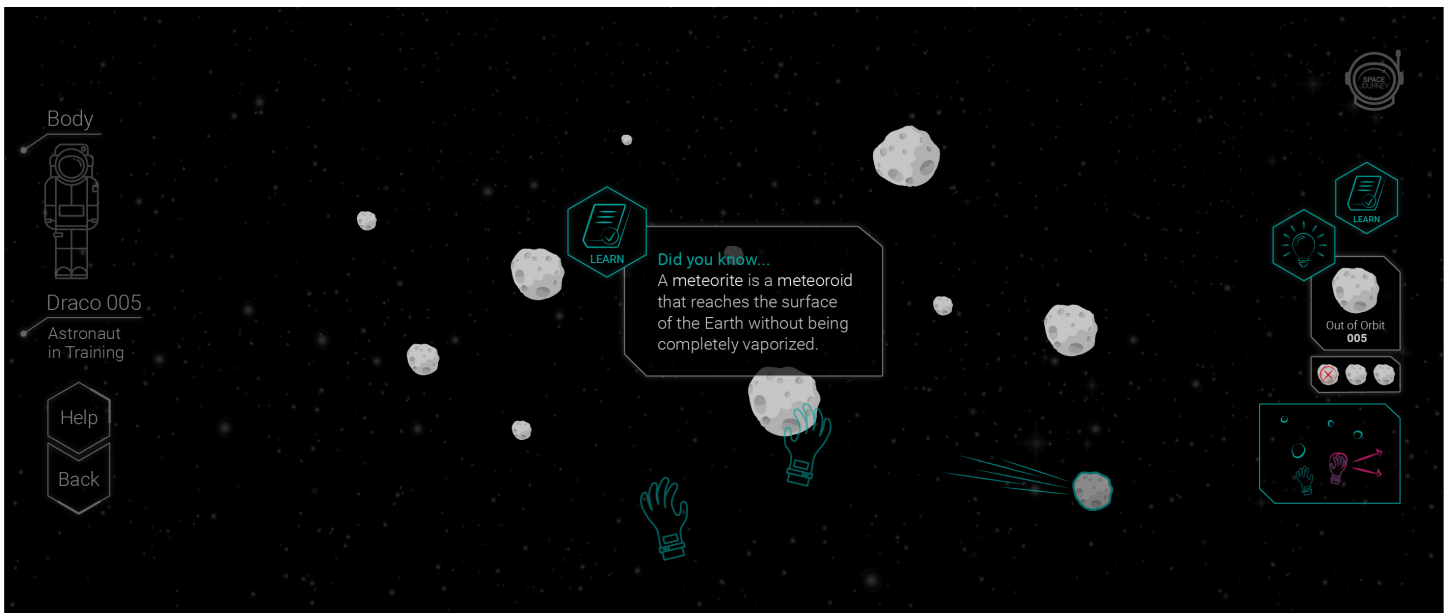 SPACE
JOURNEY
Body
Draco 005
Astronaut
in Training
Help
Back
LEARN
Did you know...
A meteorite is a meteoroid
that reaches the surface
of the Earth without being
completely vaporized.
LEARN
Out of Orbit
005